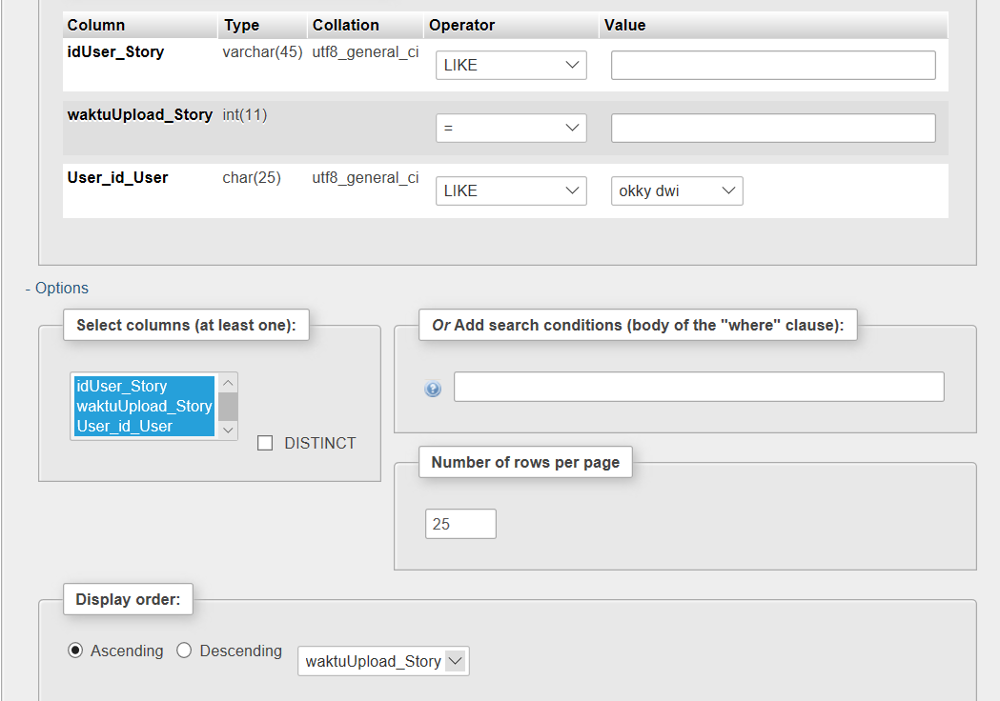 Column Type Collation Operator Value
idUser_Story varchar(45) utf8_general_ci LIKE
waktuUpload_Story int(11) =
User_id_User char(25) utf8_general_ci LIKE okky dwi
- Options
Select columns (at least one):
idUser_Story
waktuUpload_Story
User_id_User
DISTINCT
Or Add search conditions (body of the "where" clause):
?
Number of rows per page
25
Display order:
Ascending Descending waktuUpload_Story